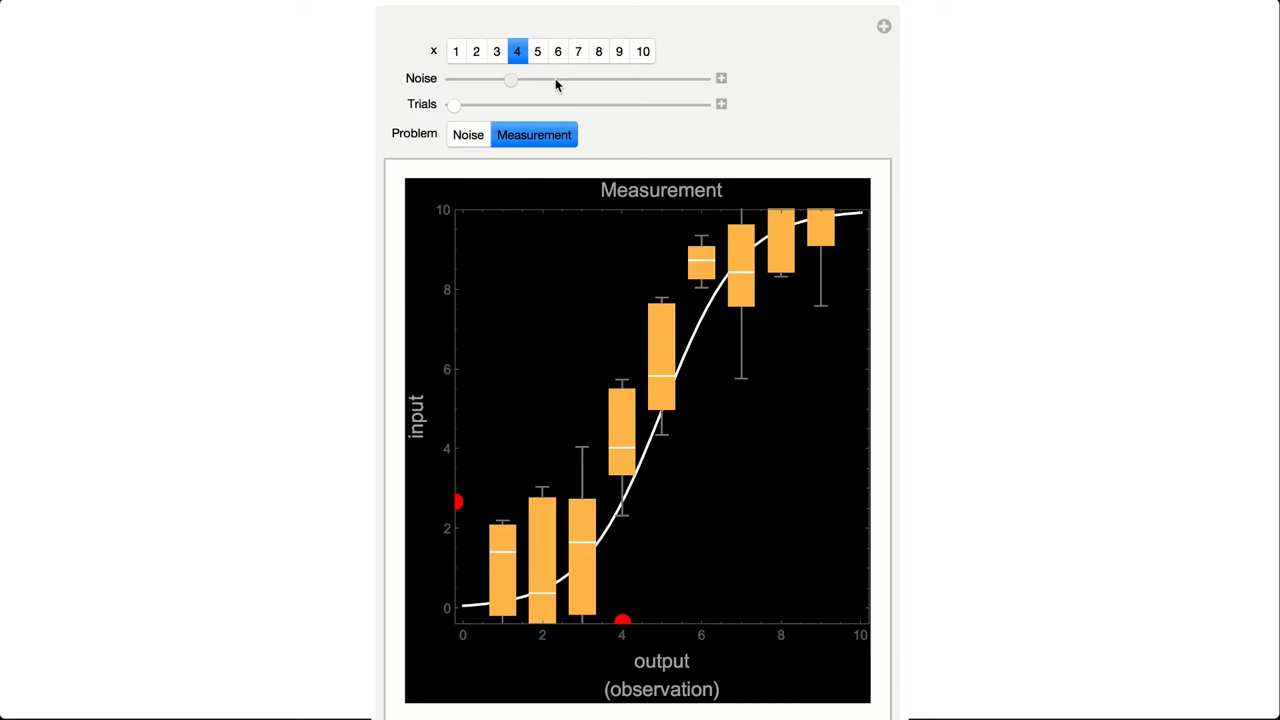 x 1 2 3 4 5 6 7 8 9 10
Noise
Trials
Problem Noise Measurement
Measurement
10
8
6
4
2
0
input
0 2 4 6 8 10
output
(observation)